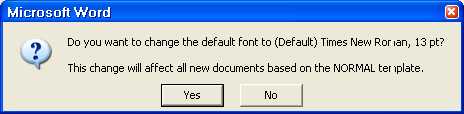 Microsoft Word
Do you want to change the default font to (Default) Times New Roman, 13 pt?
This change will affect all new documents based on the NORMAL template.
Yes No